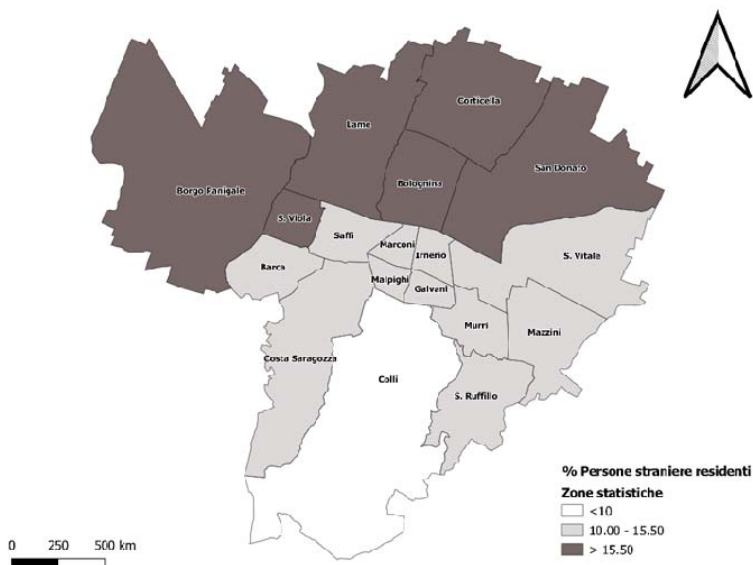 Corticella
Lame
San Donato
Bolognina
Borgo Panigale
S. Viola
Saffi
Marconi
Irnerio
S. Vitale
Barca
Malpighi
Galvani
Murri
Mazzini
Costa Saragozza
Colli
S. Ruffillo
% Persone straniere residenti
Zone statistiche
<10
10.00 - 15.50
> 15.50
0 250 500 km